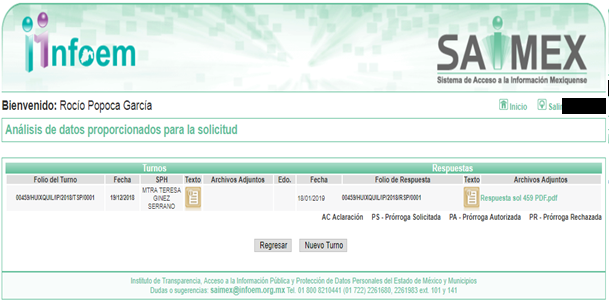 infoem
SAIMEX
Sistema de Acceso a la Información Mexiquense
Bienvenido: Rocío Popoca García
Inicio
Análisis de datos proporcionados para la solicitud
Turnos Respuestas
Folio del Turno Fecha SPH Texto Archivos Adjuntos Edo. Fecha Folio de Respuesta Texto Archivos Adjuntos
00459/HUIXQUIL/IP/2018/TSP/0001 19/12/2018 MTRA TERESA GINEZ SERRANO 18/01/2019 00459/HUIXQUIL/IP/2018/RSP/0001 Respuesta sol 459 PDF.pdf
AC Aclaración PS - Prórroga Solicitada PA - Prórroga Autorizada PR - Prórroga Rechazada
Regresar Nuevo Turno
Instituto de Transparencia, Acceso a la Información Pública y Protección de Datos Personales del Estado de México y Municipios
Dudas o sugerencias: saimex@infoem.org.mx Tel. 01 800 8210441 (01 722) 2261980, 2261983 ext. 101 y 141